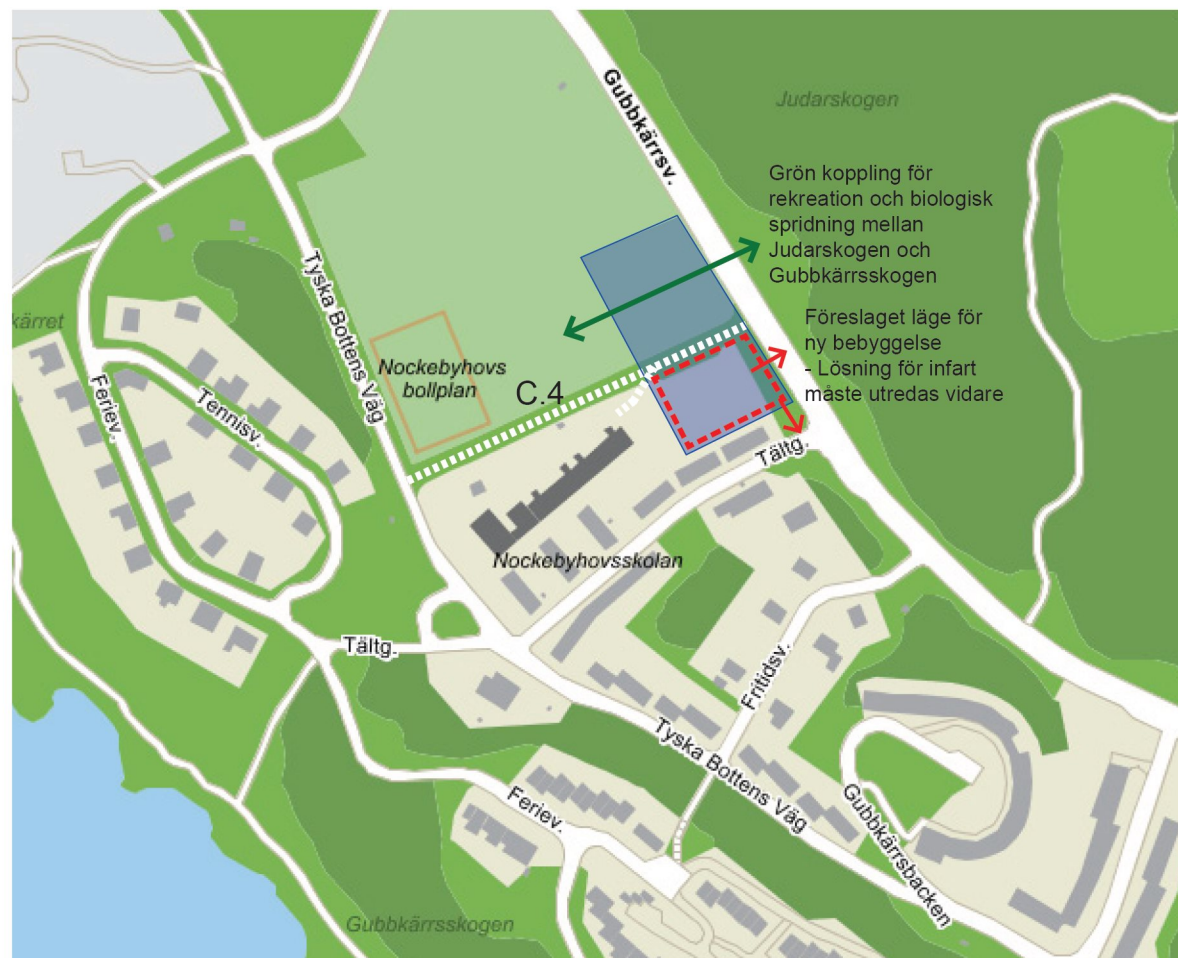 Judarskogen
Gubbkärrsv.
Grön koppling för
rekreation och biologisk
spridning mellan
Judarskogen och
Gubbkärrsskogen
Föreslaget läge för
ny bebyggelse
- Lösning för infart
måste utredas vidare
Tyska Bottens Väg
kärret
Nockebyhovs
bollplan
C.4
Feriev.
Tennisv.
Tältg.
Nockebyhovsskolan
Tältg.
Fritidsv.
Tyska Bottens Väg
Feriev.
Gubbkärrsbacken
Gubbkärrsskogen